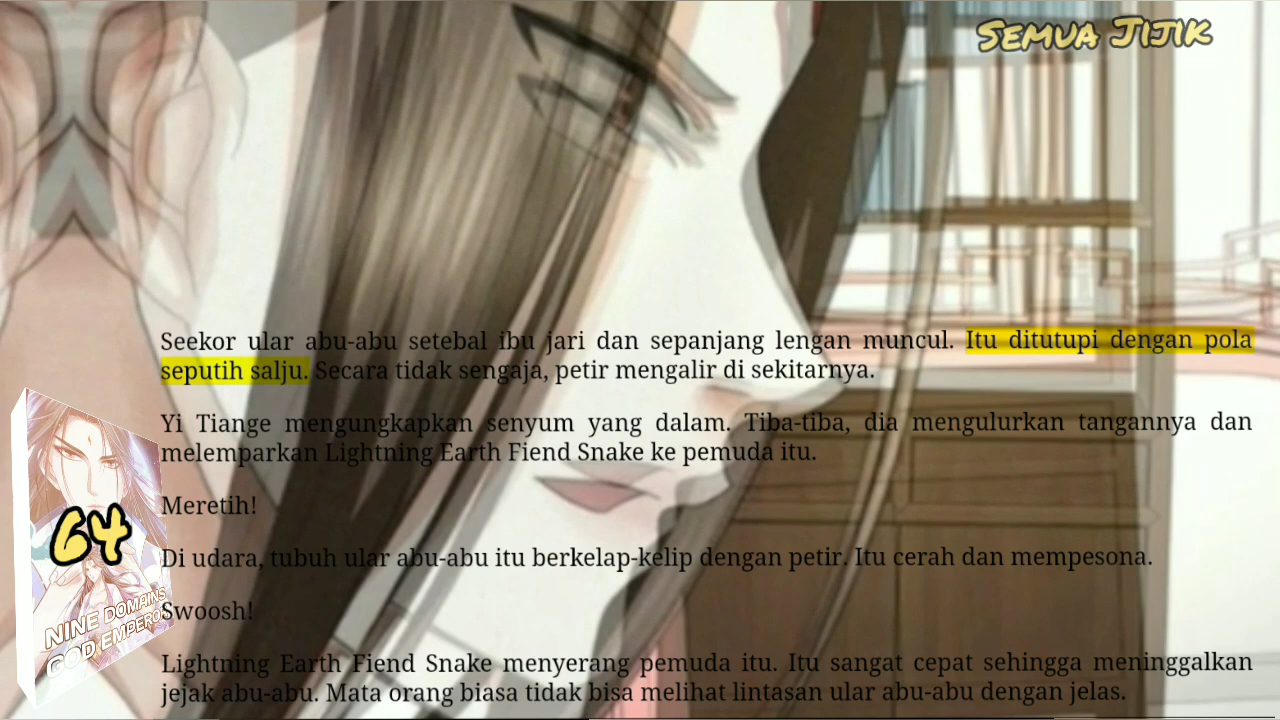 Semua Jijik
Seekor ular abu-abu setebal ibu jari dan sepanjang lengan muncul. Itu ditutupi dengan pola
seputih salju. Secara tidak sengaja, petir mengalir di sekitarnya.
Yi Tiange mengungkapkan senyum yang dalam. Tiba-tiba, dia mengulurkan tangannya dan
melemparkan Lightning Earth Fiend Snake ke pemuda itu.
Meretih!
64
Di udara, tubuh ular abu-abu itu berkelap-kelip dengan petir. Itu cerah dan mempesona.
Swoosh!
NINE DOMAINS
GOD EMPEROR
Lightning Earth Fiend Snake menyerang pemuda itu. Itu sangat cepat sehingga meninggalkan
jejak abu-abu. Mata orang biasa tidak bisa melihat lintasan ular abu-abu dengan jelas.